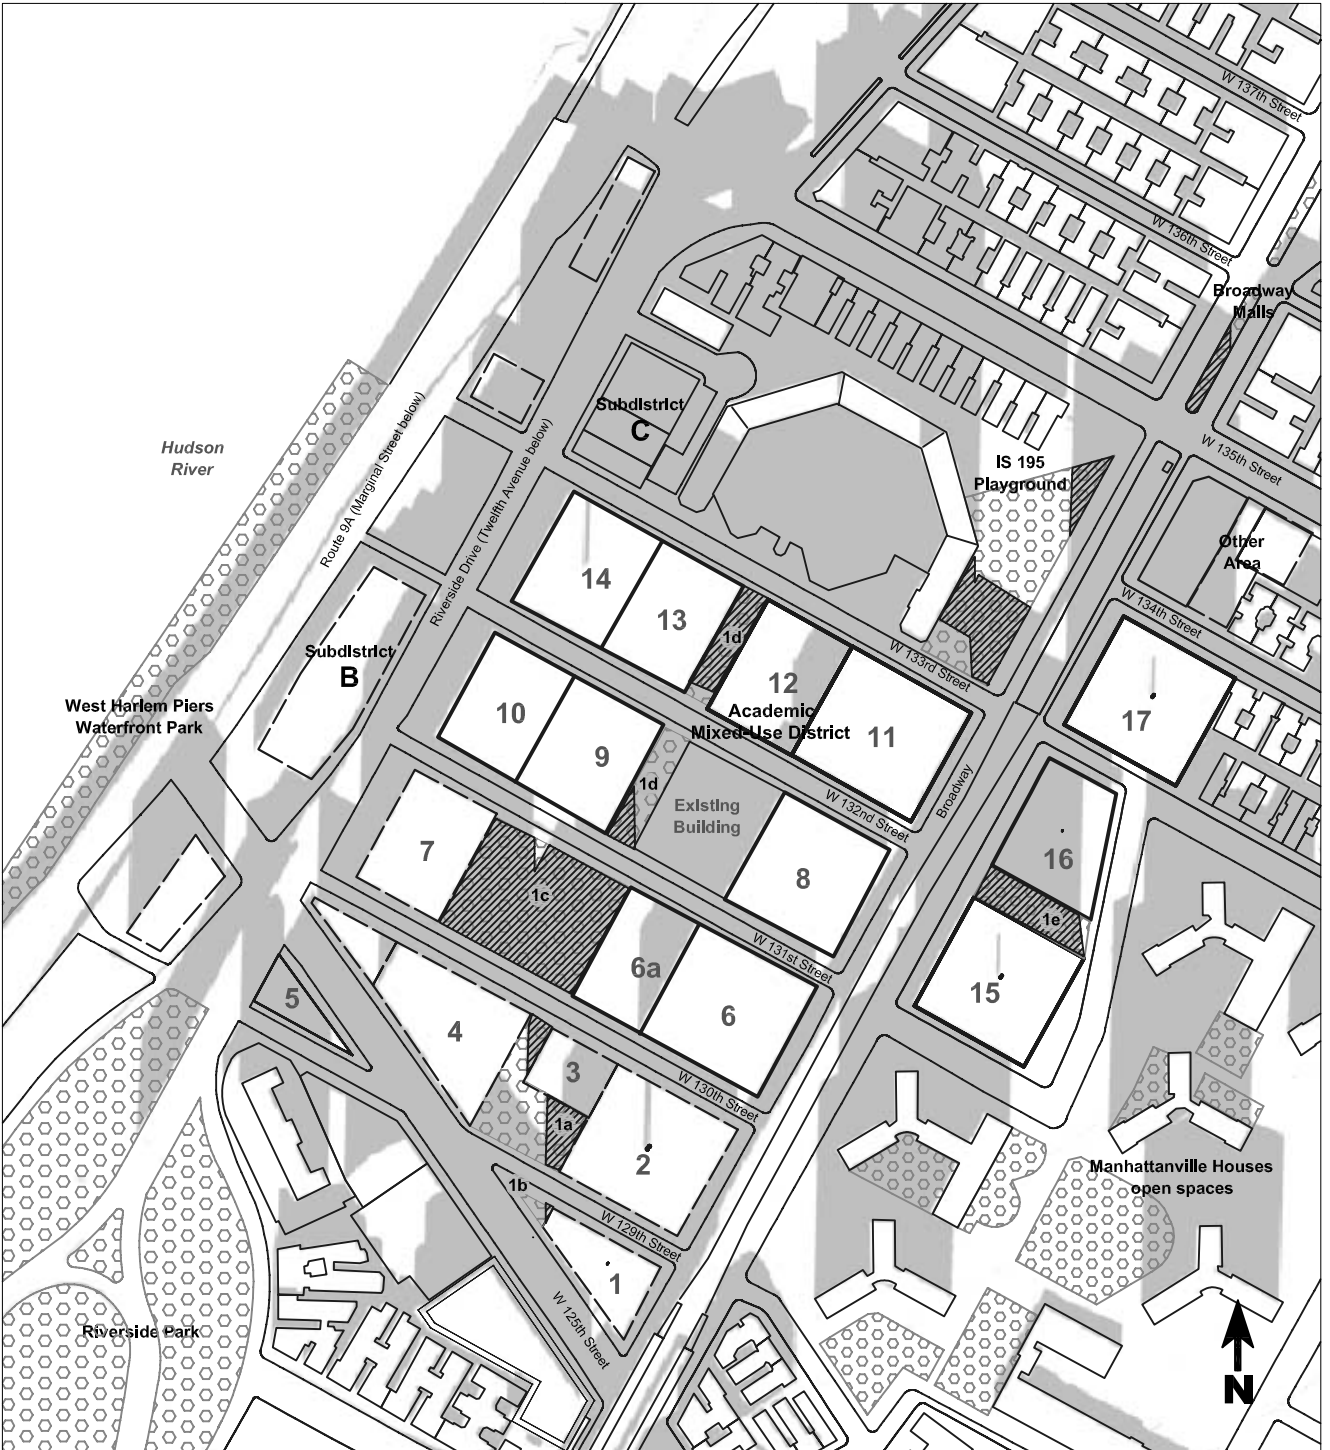 W 137th Street
W 136th Street
Broadway
Malls
Subdistrict
C
Hudson
River
Route 9A (Marginal Street below)
Riverside Drive (Twelfth Avenue below)
IS 195
Playground
W 135th Street
Other
Area
14
13
1d
W 134th Street
W 133rd Street
Subdistrict
B
12
Academic
Mixed-Use District
11
17
West Harlem Piers
Waterfront Park
10
9
1d
Existing
Building
W 132nd Street
Broadway
16
7
1c
8
1e
W 131st Street
6a
15
5
6
4
3
W 130th Street
1a
2
Manhattanville Houses
open spaces
1b
W 129th Street
1
W 125th Street
Riverside Park
N